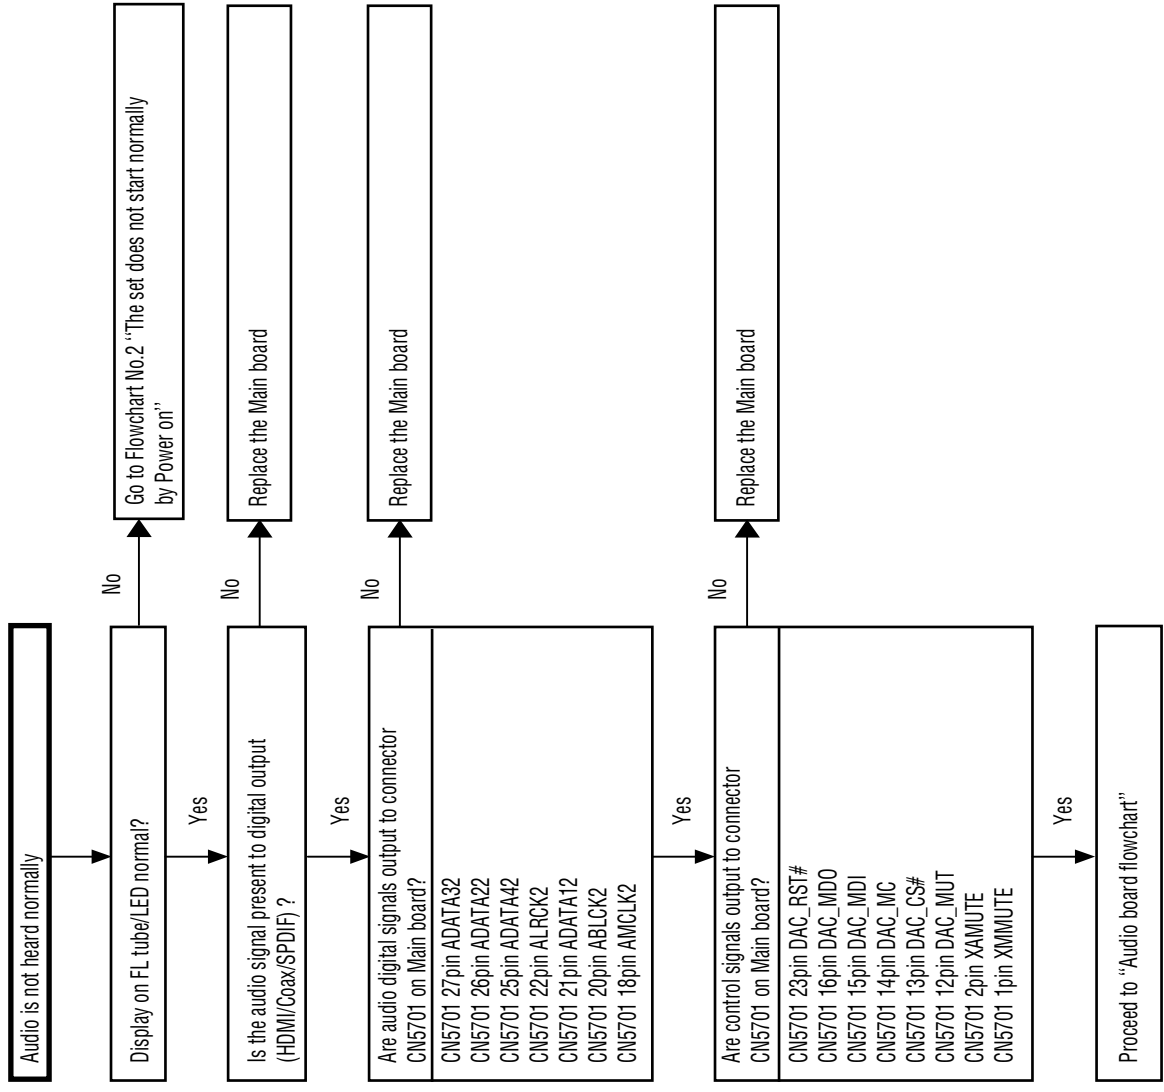 Audio is not heard normally
Display on FL tube/LED normal?
No
Go to Flowchart No.2 “The set does not start normally
by Power on”
Yes
Is the audio signal present to digital output
(HDMI/Coax/SPDIF) ?
No
Replace the Main board
Yes
Are audio digital signals output to connector
CN5701 on Main board?
CN5701 27pin ADATA32
CN5701 26pin ADATA22
CN5701 25pin ADATA42
CN5701 22pin ALRCK2
CN5701 21pin ADATA12
CN5701 20pin ABLCK2
CN5701 18pin AMCLK2
No
Replace the Main board
Yes
Are control signals output to connector
CN5701 on Main board?
CN5701 23pin DAC_RST#
CN5701 16pin DAC_MDO
CN5701 15pin DAC_MDI
CN5701 14pin DAC_MC
CN5701 13pin DAC_CS#
CN5701 12pin DAC_MUT
CN5701 2pin XAMUTE
CN5701 1pin XMMUTE
No
Replace the Main board
Yes
Proceed to “Audio board flowchart”